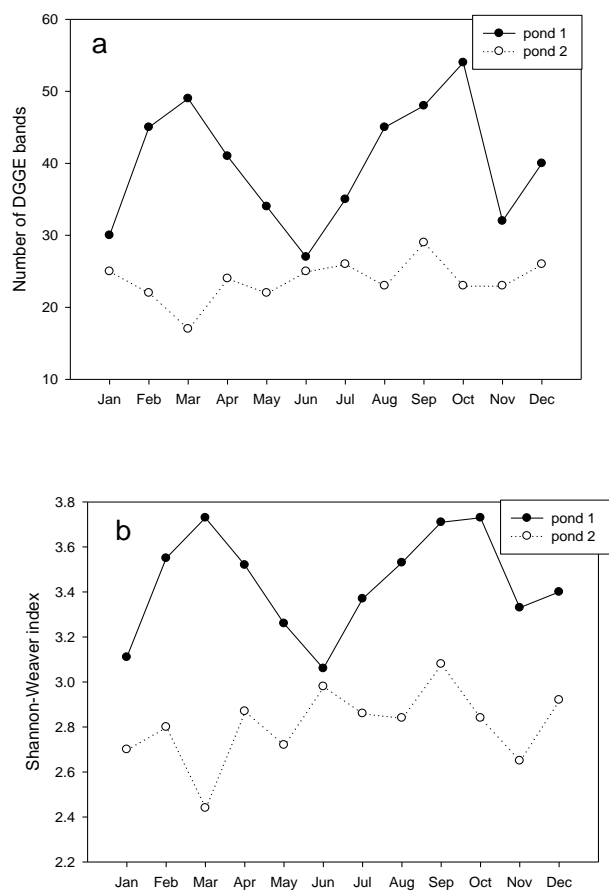 a
pond 1
pond 2
60
50
40
30
20
10
Number of DGGE bands
Jan Feb Mar Apr May Jun Jul Aug Sep Oct Nov Dec
b
pond 1
pond 2
3.8
3.6
3.4
3.2
3.0
2.8
2.6
2.4
2.2
Shannon-Weaver index
Jan Feb Mar Apr May Jun Jul Aug Sep Oct Nov Dec